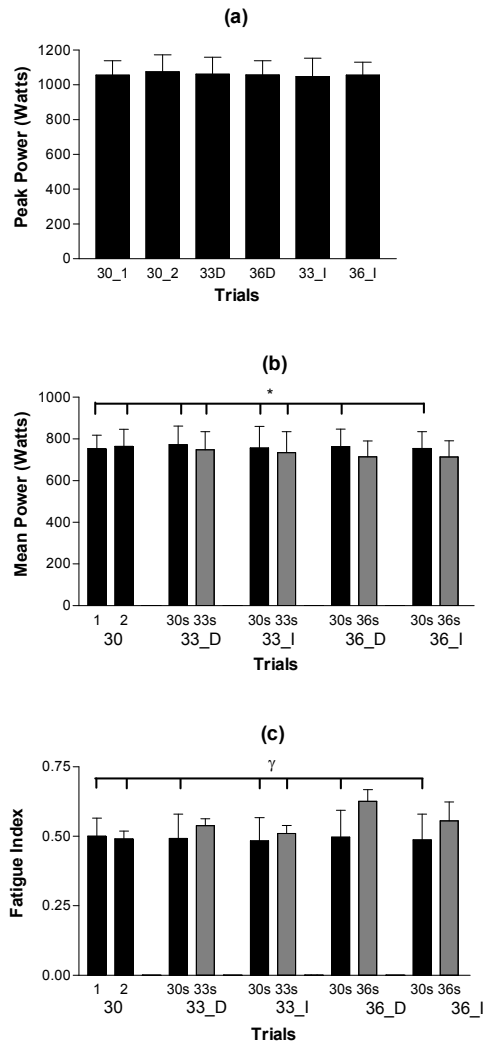 (a)
Peak Power (Watts)
1200
1000
800
600
400
200
0
30_1 30_2 33D 36D 33_I 36_I
Trials
(b)
Mean Power (Watts)
1000
800
600
400
200
0
*
1 2 30s 33s 30s 33s 30s 36s 30s 36s
30 33_D 33_I 36_D 36_I
Trials
(c)
Fatigue Index
0.75
0.50
0.25
0.00
γ
1 2 30s 33s 30s 33s 30s 36s 30s 36s
30 33_D 33_I 36_D 36_I
Trials